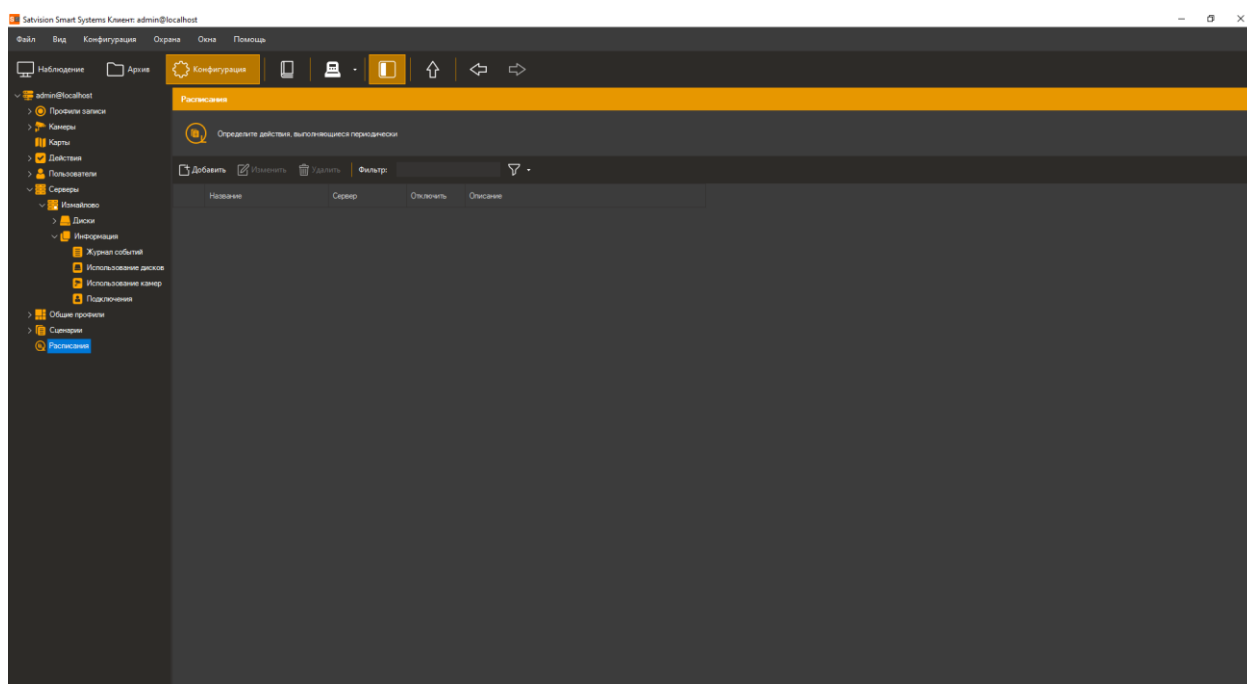 Satvision Smart Systems Клиент: admin@localhost
Файл Вид Конфигурация Охрана Окна Помощь
Наблюдение Архив Конфигурация
admin@localhost
Профили записи
Камеры
Карты
Действия
Пользователи
Серверы
Измайлово
Диски
Информация
Журнал событий
Использование дисков
Использование камер
Подключения
Общие профили
Сценарии
Расписания
Расписания
Определите действия, выполняющиеся периодически
Добавить Изменить Удалить Фильтр:
Название Сервер Отключить Описание